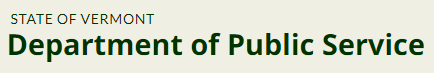 STATE OF VERMONT
Department of Public Service